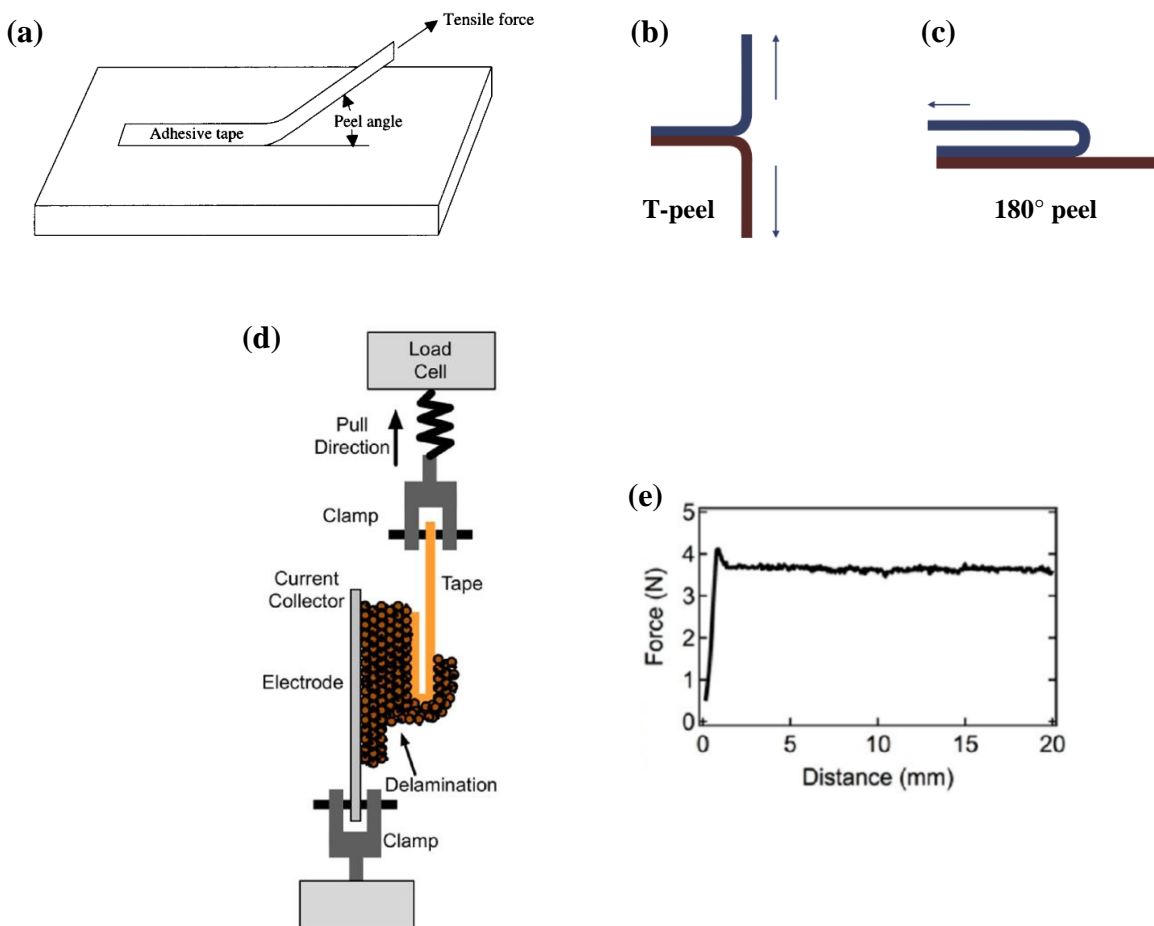 (a)
Tensile force
Peel angle
Adhesive tape
(b)
T-peel
(c)
180° peel
(d)
Load
Cell
Pull
Direction
Clamp
Current
Collector
Tape
Electrode
Delamination
Clamp
(e)
Force (N)
5
4
3
2
1
0
0 5 10 15 20
Distance (mm)